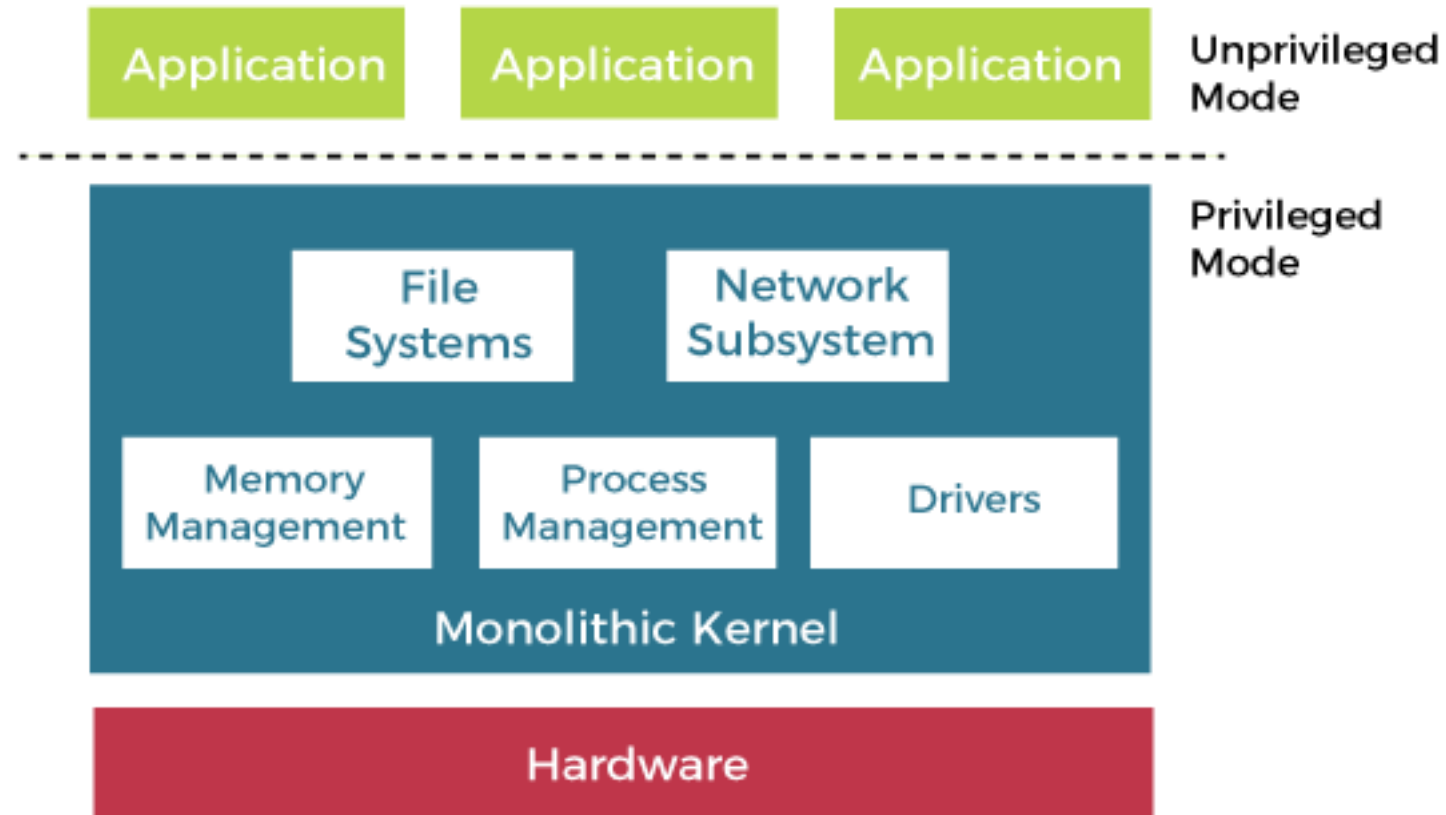 Application
Application
Application
Unprivileged
Mode
Privileged
Mode
File
Systems
Network
Subsystem
Memory
Management
Process
Management
Drivers
Monolithic Kernel
Hardware